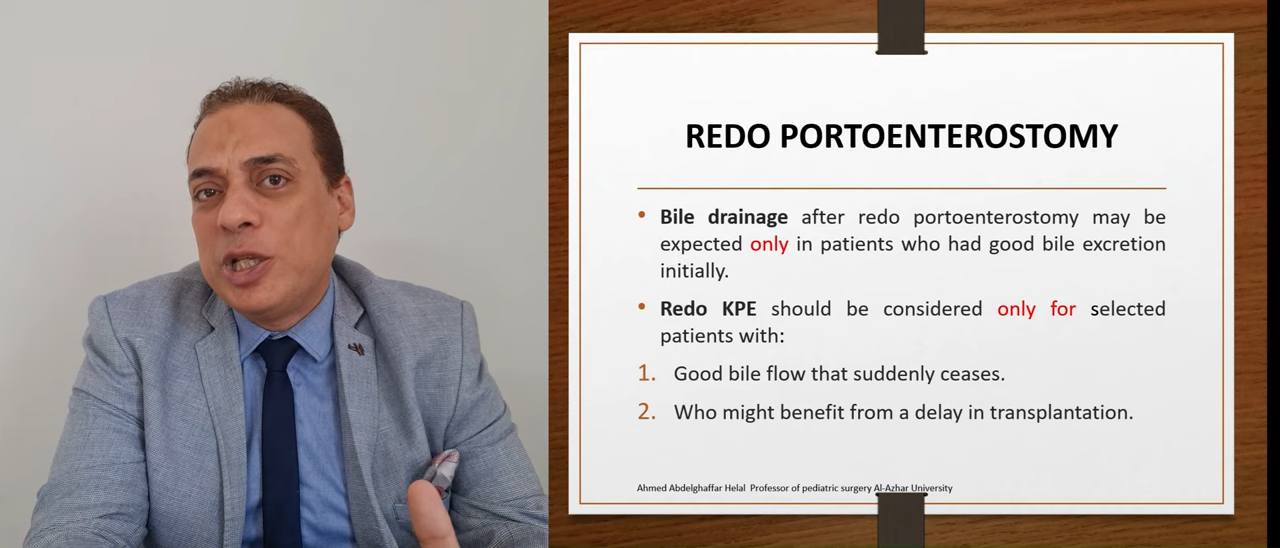 REDO PORTOENTEROSTOMY
• Bile drainage after redo portoenterostomy may be
expected only in patients who had good bile excretion
initially.
• Redo KPE should be considered only for selected
patients with:
1. Good bile flow that suddenly ceases.
2. Who might benefit from a delay in transplantation.
Ahmed Abdelghaffar Helal Professor of pediatric surgery Al-Azhar University